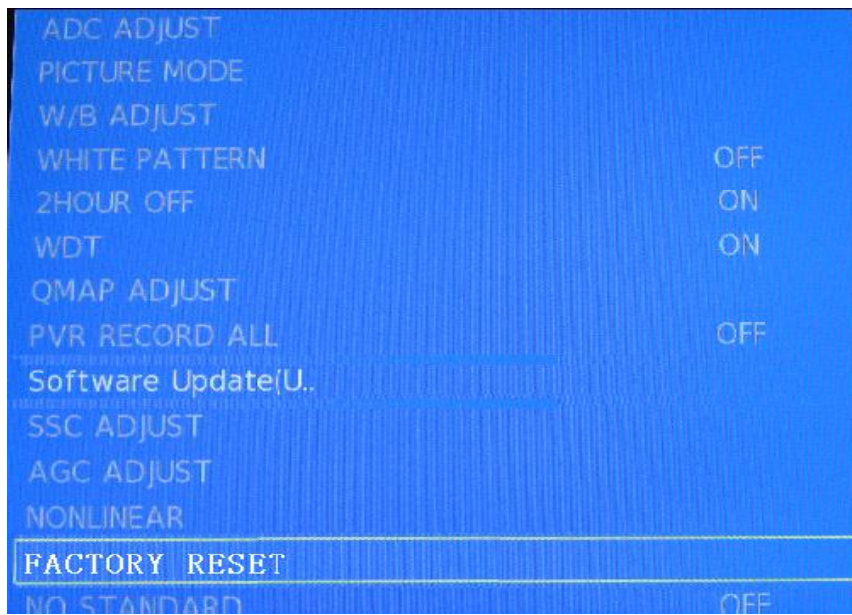 ADC ADJUST
PICTURE MODE
W/B ADJUST
WHITE PATTERN OFF
2HOUR OFF ON
WDT ON
QMAP ADJUST
PVR RECORD ALL OFF
Software Update(U..
SSC ADJUST
AGC ADJUST
NONLINEAR
FACTORY RESET
NO STANDARD OFF